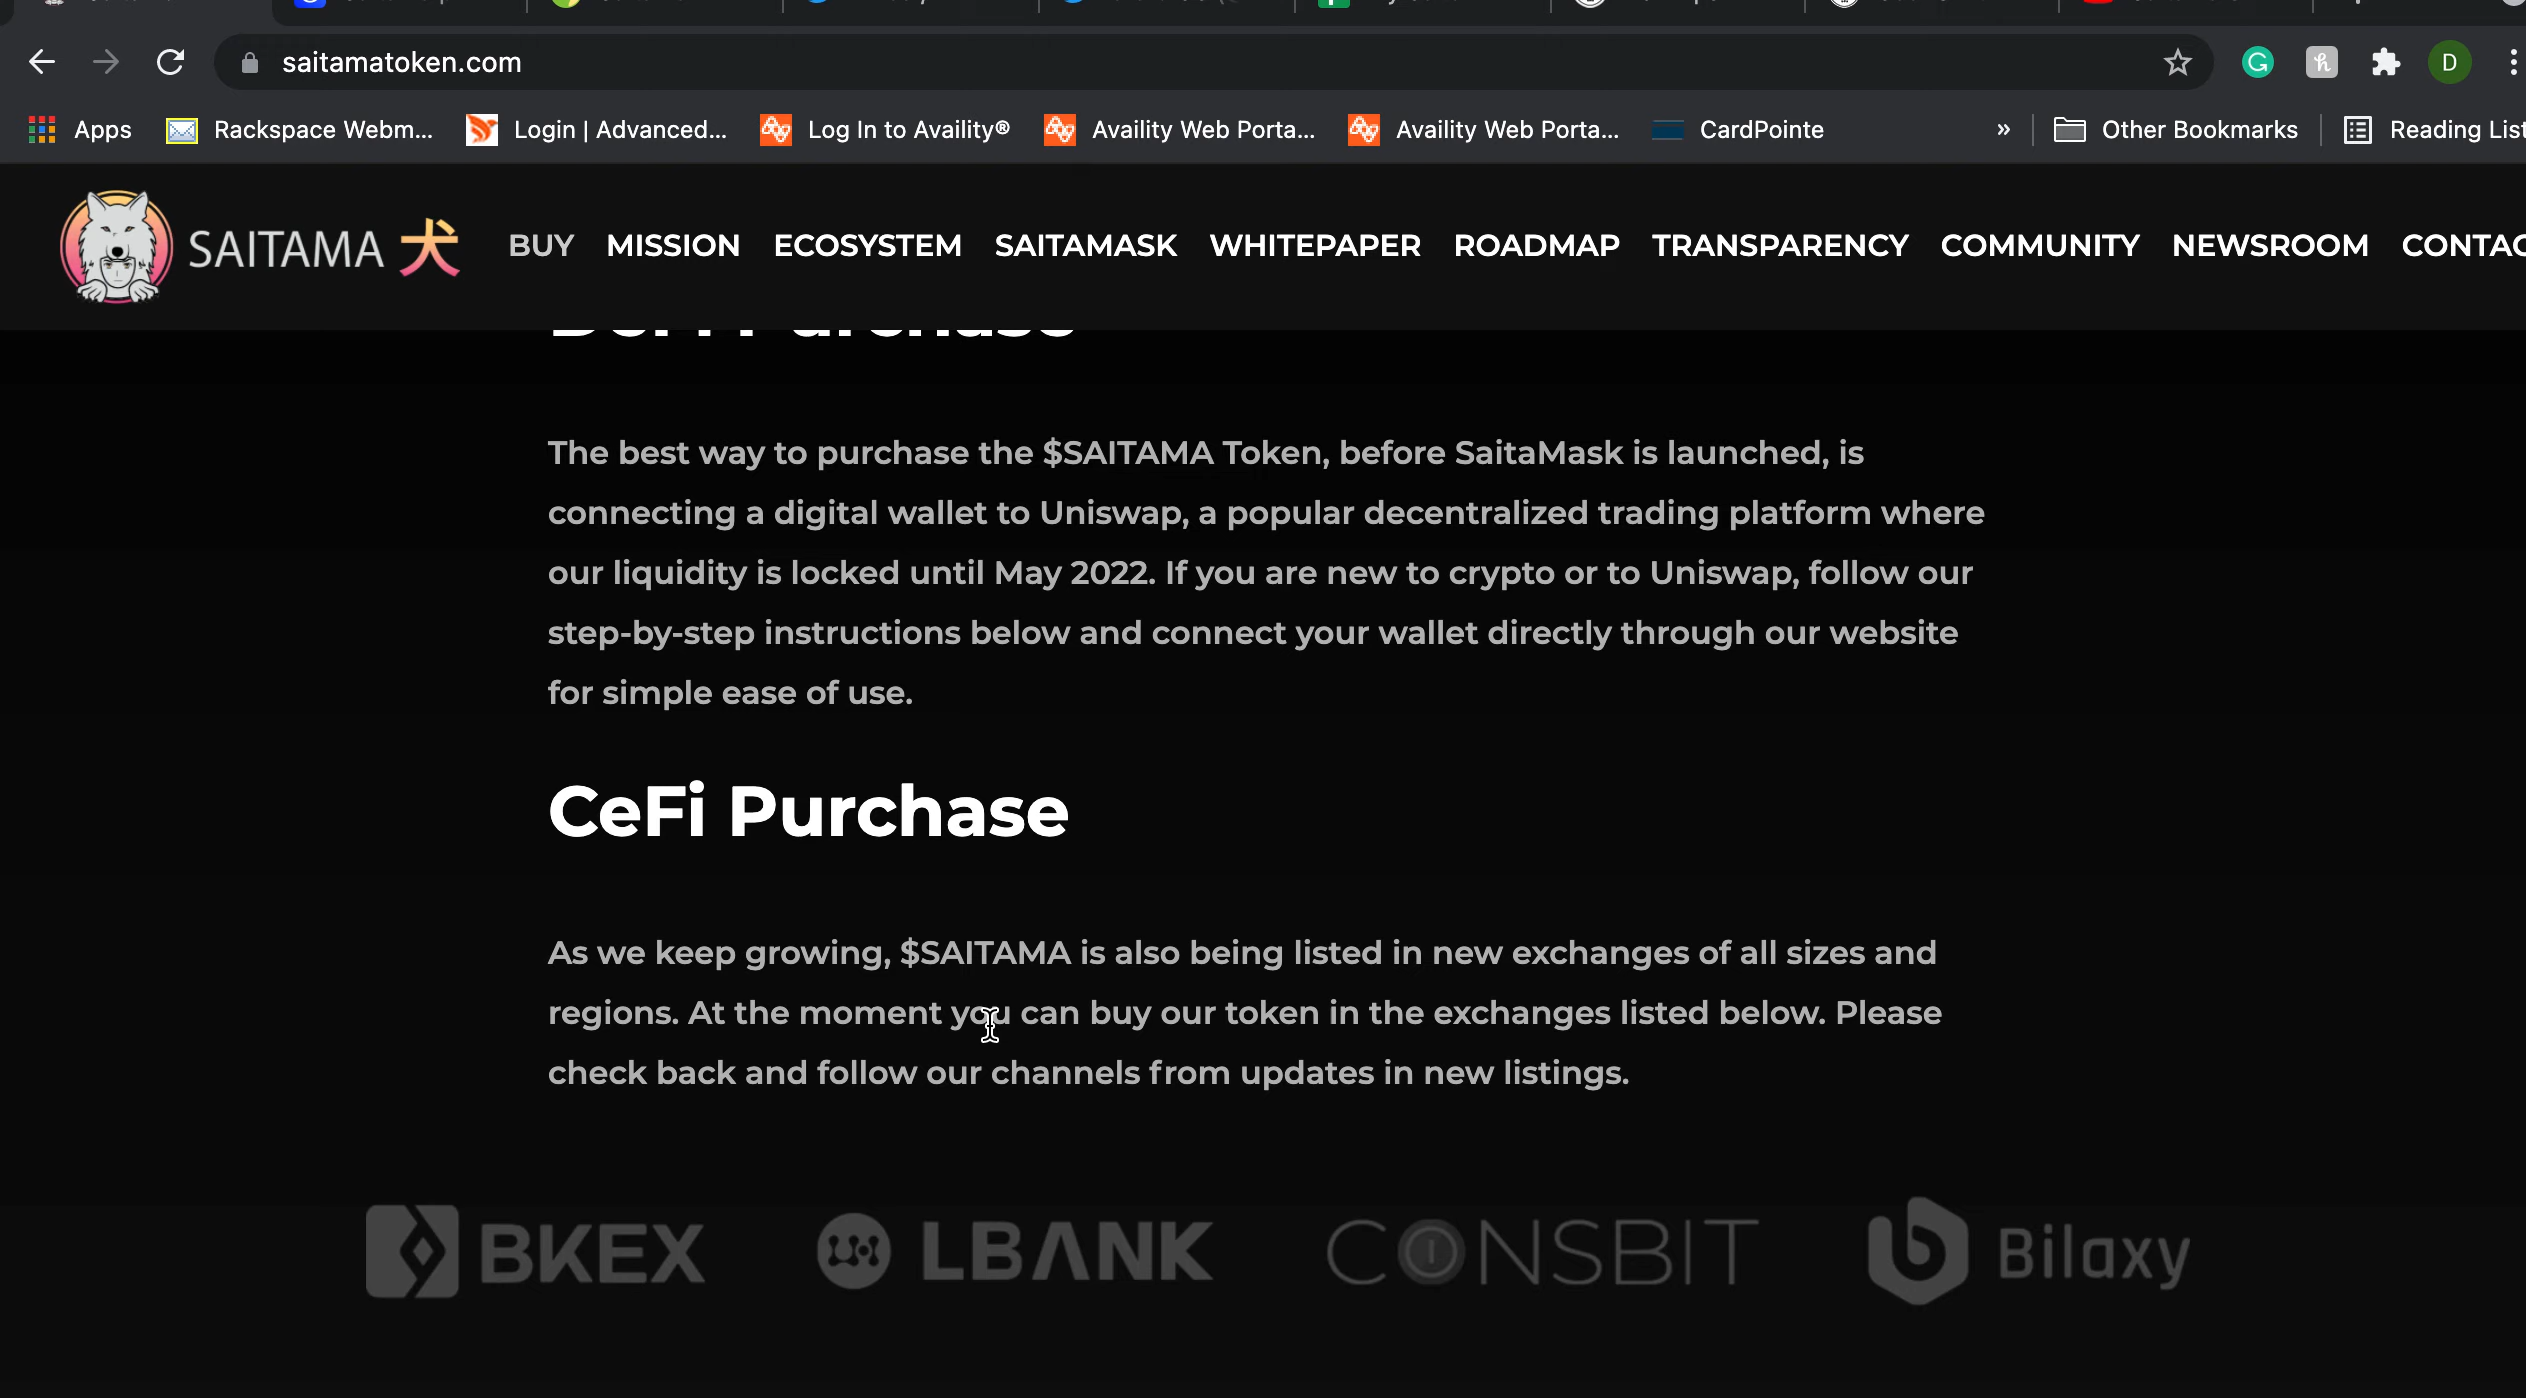 saitamatoken.com
D
Apps
Rackspace Webm...
Login | Advanced...
Log In to Availity®
Availity Web Porta...
Availity Web Porta...
CardPointe
»
Other Bookmarks
Reading List
SAITAMA 犬
BUY
MISSION
ECOSYSTEM
SAITAMASK
WHITEPAPER
ROADMAP
TRANSPARENCY
COMMUNITY
NEWSROOM
CONTAC
The best way to purchase the $SAITAMA Token, before SaitaMask is launched, is
connecting a digital wallet to Uniswap, a popular decentralized trading platform where
our liquidity is locked until May 2022. If you are new to crypto or to Uniswap, follow our
step-by-step instructions below and connect your wallet directly through our website
for simple ease of use.
CeFi Purchase
As we keep growing, $SAITAMA is also being listed in new exchanges of all sizes and
regions. At the moment you can buy our token in the exchanges listed below. Please
check back and follow our channels from updates in new listings.
BKEX
LBANK
COINSBIT
Bilaxy